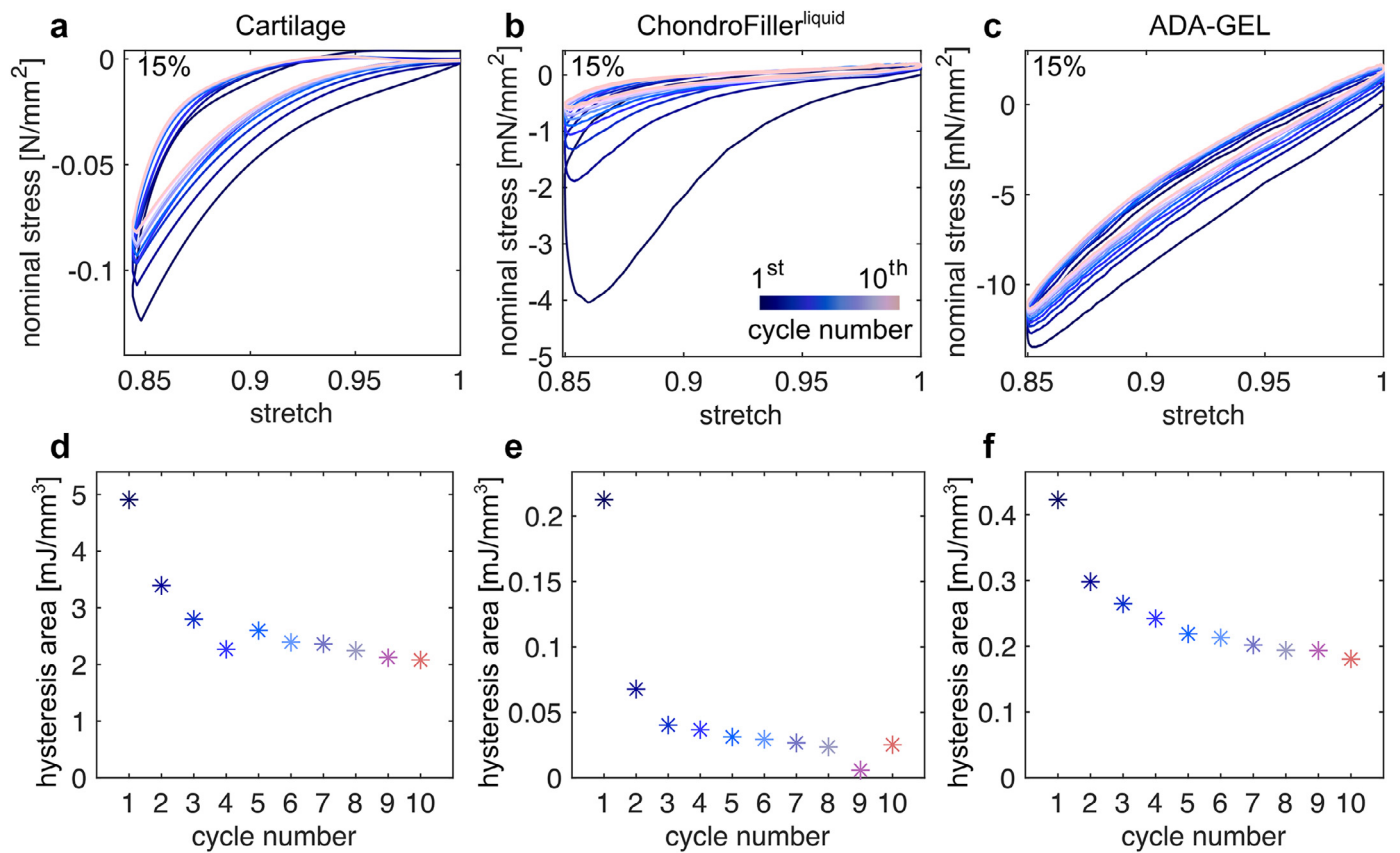 a Cartilage
15%
0
-0.05
-0.1
nominal stress [N/mm²]
0.85 0.9 0.95 1
stretch
b ChondroFillerˡⁱᑫᵘⁱᵈ
15%
0
-1
-2
-3
-4
-5
nominal stress [mN/mm²]
1ˢᵗ 10ᵗʰ
cycle number
0.85 0.9 0.95 1
stretch
c ADA-GEL
15%
0
-5
-10
nominal stress [mN/mm²]
0.85 0.9 0.95 1
stretch
d
5
4
3
2
1
0
hysteresis area [mJ/mm³]
1 2 3 4 5 6 7 8 9 10
cycle number
e
0.2
0.15
0.1
0.05
0
hysteresis area [mJ/mm³]
1 2 3 4 5 6 7 8 9 10
cycle number
f
0.4
0.3
0.2
0.1
0
hysteresis area [mJ/mm³]
1 2 3 4 5 6 7 8 9 10
cycle number